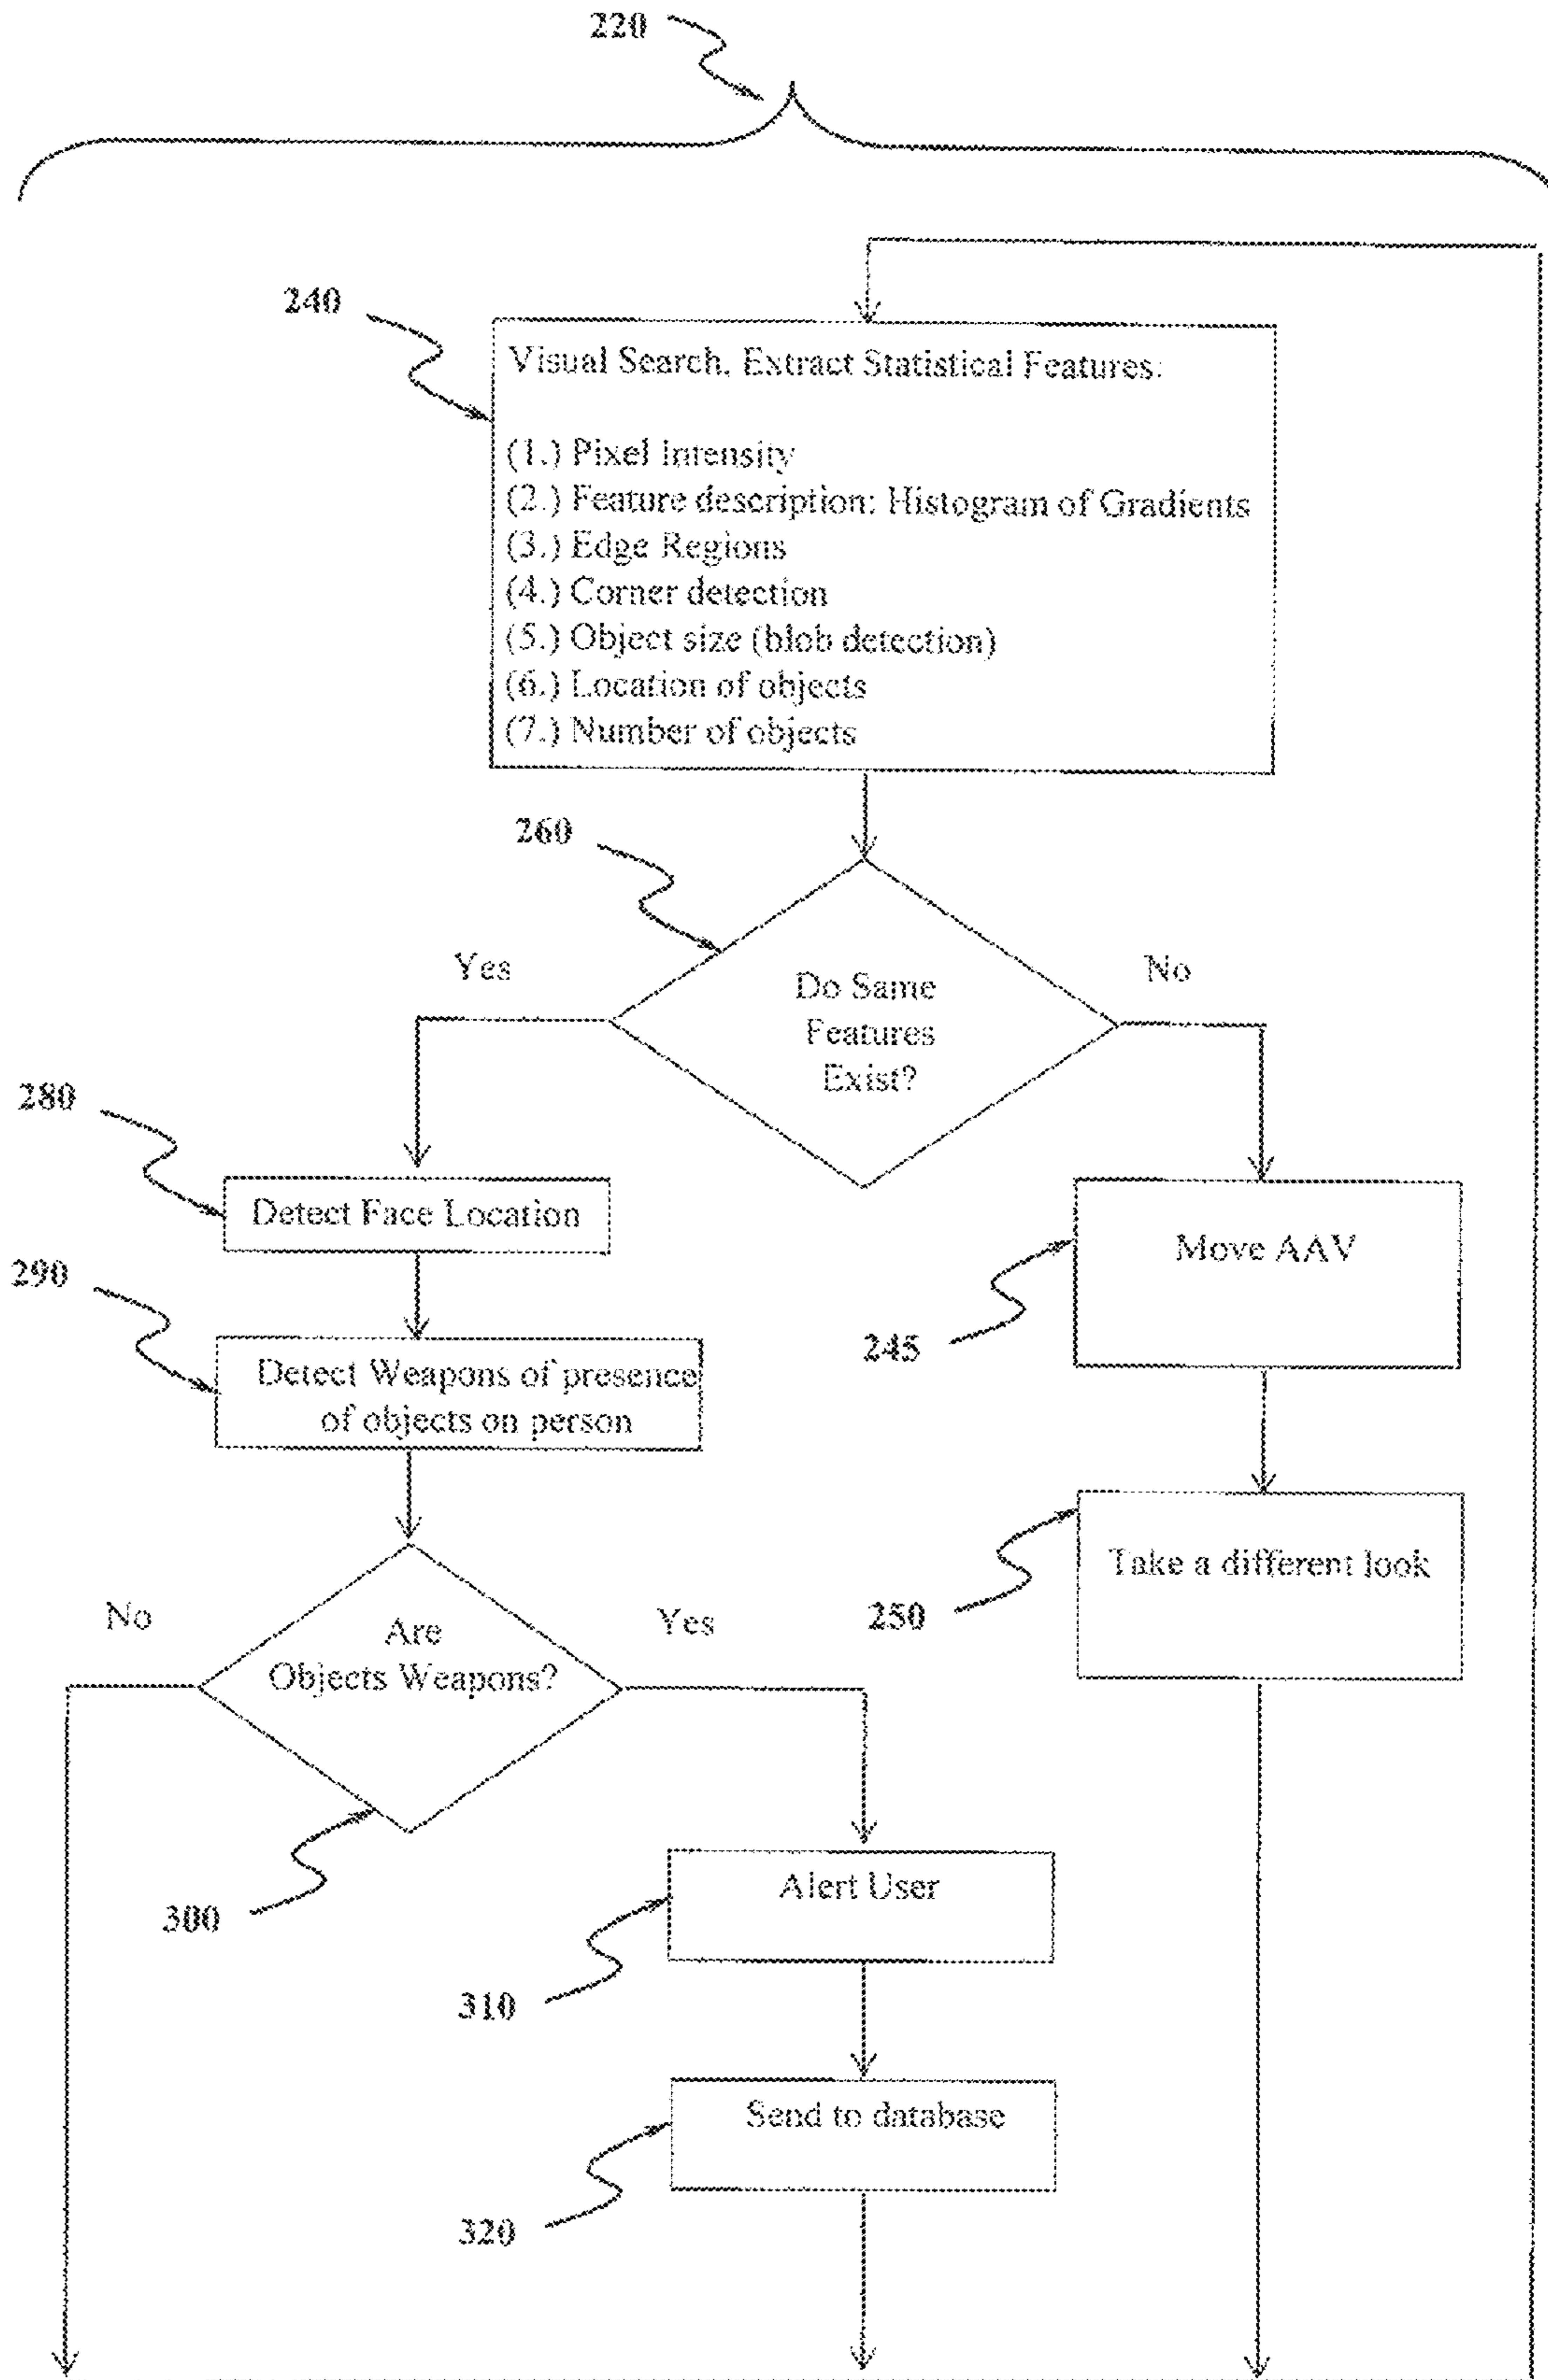 220
240
Visual Search, Extract Statistical Features:
(1.) Pixel Intensity
(2.) Feature description: Histogram of Gradients
(3.) Edge Regions
(4.) Corner detection
(5.) Object size (blob detection)
(6.) Location of objects
(7.) Number of objects
260
Yes
No
Do Same
Features
Exist?
280
Detect Face Location
Move AAV
290
245
Detect Weapons of presence
of objects on person
Take a different look
250
No
Yes
Are
Objects Weapons?
300
Alert User
310
Send to database
320